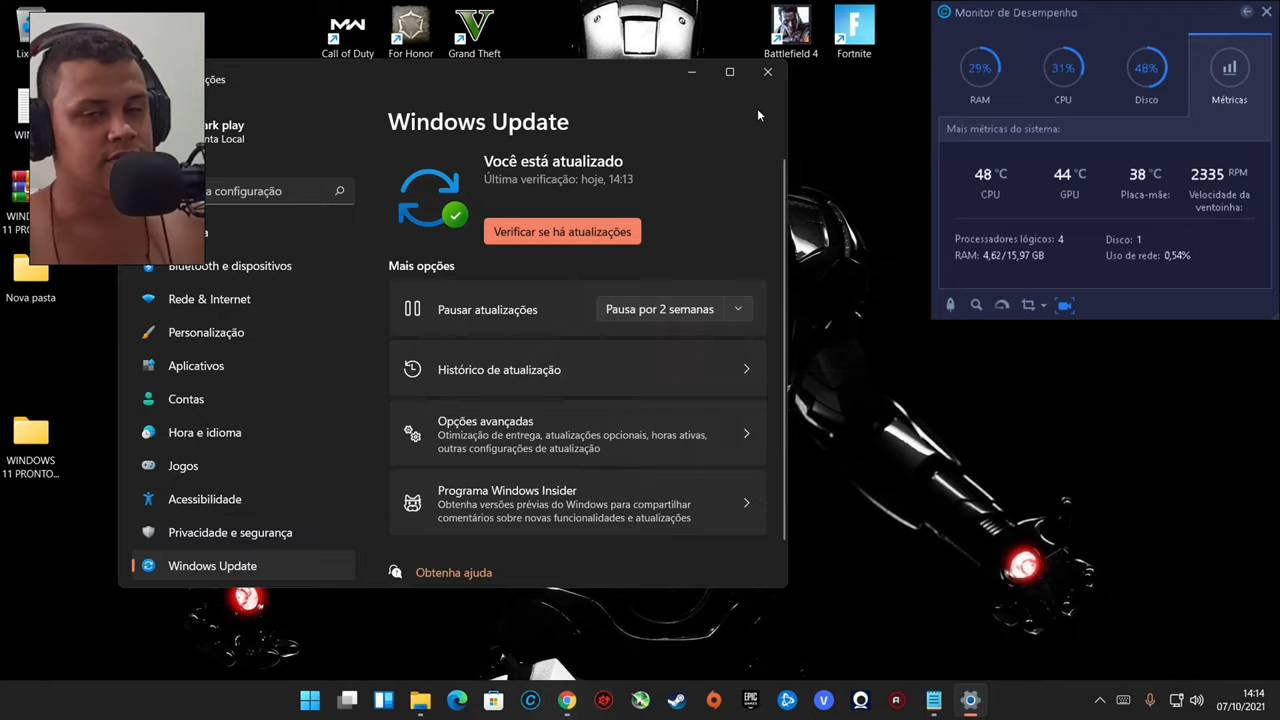 Lix
WIN
WIN
11 PRO
Nova pasta
WINDOWS
11 PRONTO...
Call of Duty
For Honor
Grand Theft
Battlefield 4
Fortnite
ções
ark play
nta Local
a configuração
Bluetooth e dispositivos
Rede & Internet
Personalização
Aplicativos
Contas
Hora e idioma
Jogos
Acessibilidade
Privacidade e segurança
Windows Update
Windows Update
Você está atualizado
Última verificação: hoje, 14:13
Verificar se há atualizações
Mais opções
Pausar atualizações
Pausa por 2 semanas
Histórico de atualização
Opções avançadas
Otimização de entrega, atualizações opcionais, horas ativas,
outras configurações de atualização
Programa Windows Insider
Obtenha versões prévias do Windows para compartilhar
comentários sobre novas funcionalidades e atualizações
Obtenha ajuda
Monitor de Desempenho
29%
31%
48%
RAM
CPU
Disco
Métricas
Mais métricas do sistema:
48 °C
44 °C
38 °C
2335 RPM
CPU
GPU
Placa-mãe:
Velocidade da
ventoinha:
Processadores lógicos: 4
Disco: 1
RAM: 4,62/15,97 GB
Uso de rede: 0,54%
EPIC
GAMES
14:14
07/10/2021